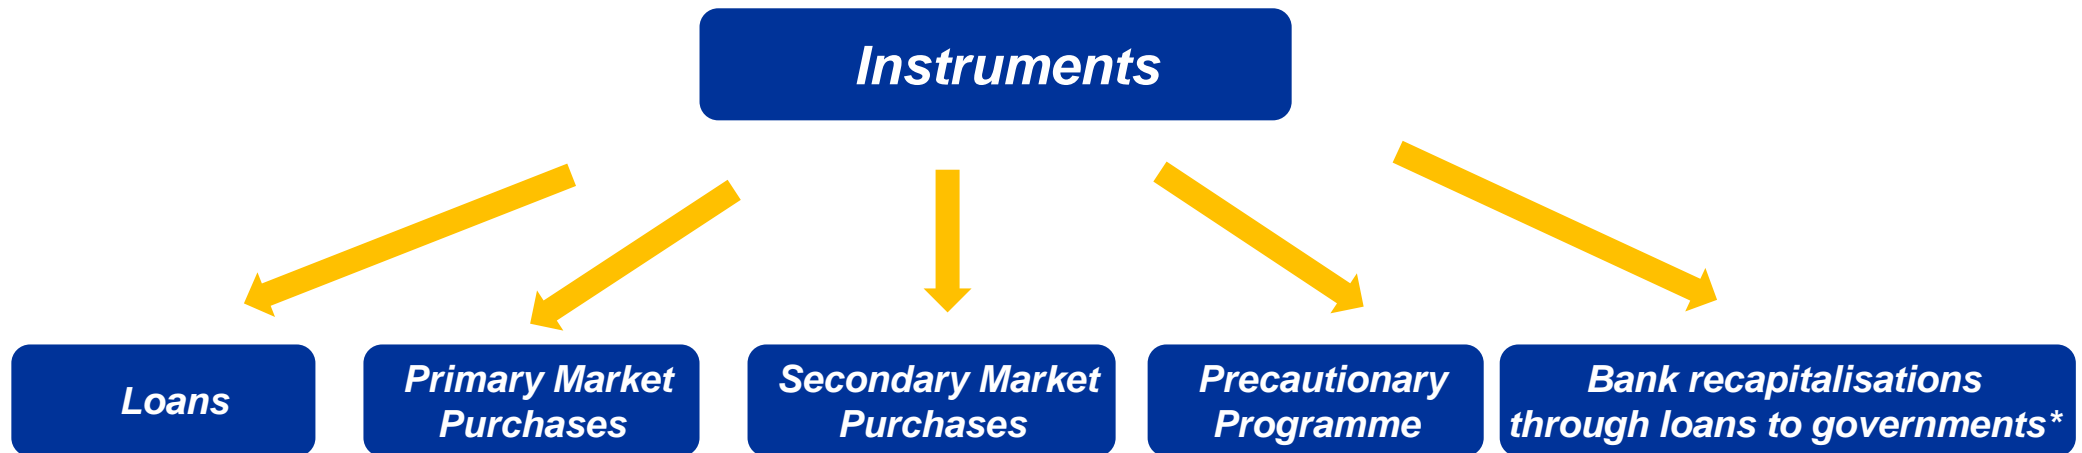 Instruments
Loans
Primary Market
Purchases
Secondary Market
Purchases
Precautionary
Programme
Bank recapitalisations
through loans to governments*